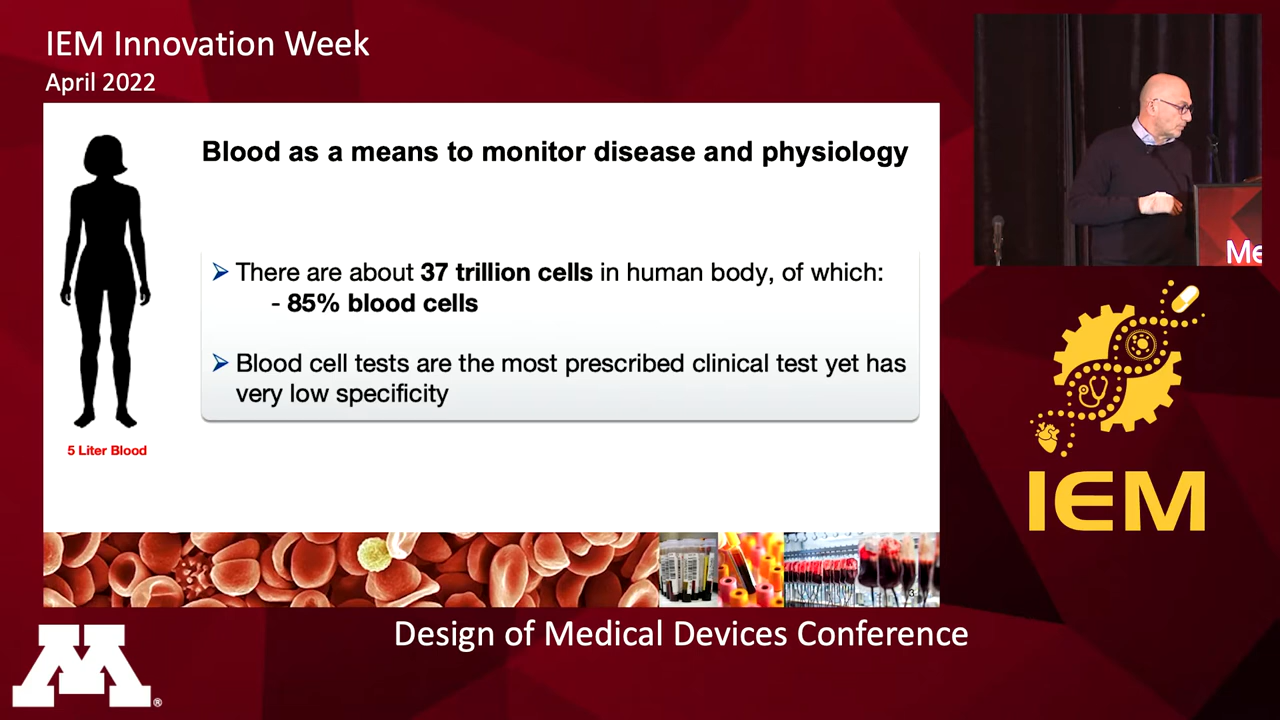 IEM Innovation Week
April 2022
Blood as a means to monitor disease and physiology
➢ There are about 37 trillion cells in human body, of which:
- 85% blood cells
➢ Blood cell tests are the most prescribed clinical test yet has
very low specificity
5 Liter Blood
3
Me
IEM
Design of Medical Devices Conference
M®